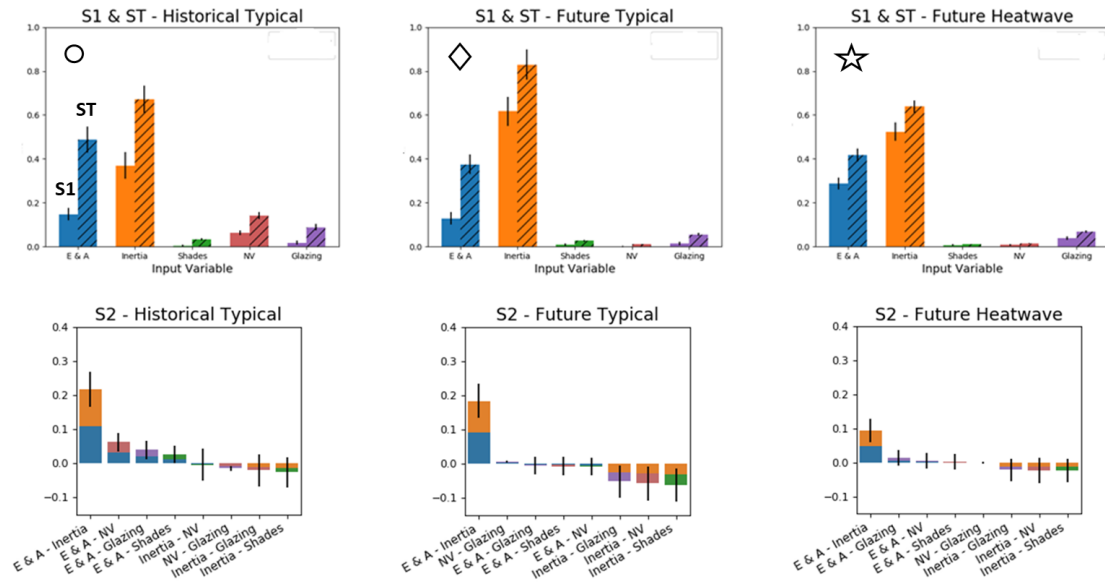 S1 & ST - Historical Typical
1.0
0.8
0.6
0.4
0.2
0.0
ST
S1
E & A Inertia Shades NV Glazing
Input Variable
S1 & ST - Future Typical
1.0
0.8
0.6
0.4
0.2
0.0
E & A Inertia Shades NV Glazing
Input Variable
S1 & ST - Future Heatwave
1.0
0.8
0.6
0.4
0.2
0.0
E & A Inertia Shades NV Glazing
Input Variable
S2 - Historical Typical
0.4
0.3
0.2
0.1
0.0
−0.1
E & A - Inertia
E & A - NV
E & A - Glazing
E & A - Shades
Inertia - NV
NV - Glazing
Inertia - Glazing
Inertia - Shades
S2 - Future Typical
0.4
0.3
0.2
0.1
0.0
−0.1
E & A - Inertia
NV - Glazing
E & A - Glazing
E & A - Shades
E & A - NV
Inertia - Glazing
Inertia - NV
Inertia - Shades
S2 - Future Heatwave
0.4
0.3
0.2
0.1
0.0
−0.1
E & A - Inertia
E & A - Glazing
E & A - NV
E & A - Shades
NV - Glazing
Inertia - Glazing
Inertia - NV
Inertia - Shades